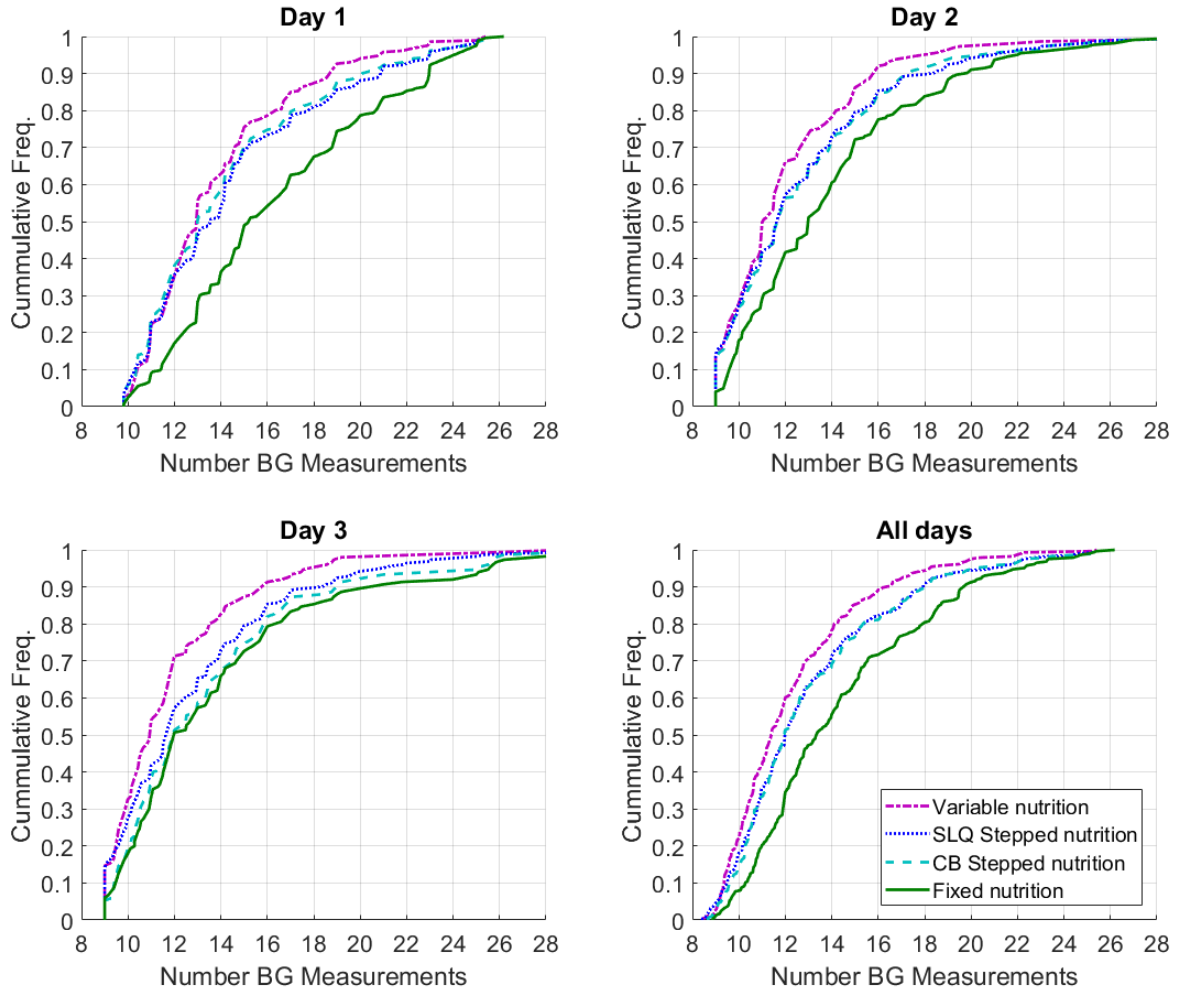 Day 1
Cummulative Freq.
1
0.9
0.8
0.7
0.6
0.5
0.4
0.3
0.2
0.1
0
8 10 12 14 16 18 20 22 24 26 28
Number BG Measurements
Day 2
Cummulative Freq.
1
0.9
0.8
0.7
0.6
0.5
0.4
0.3
0.2
0.1
0
8 10 12 14 16 18 20 22 24 26 28
Number BG Measurements
Day 3
Cummulative Freq.
1
0.9
0.8
0.7
0.6
0.5
0.4
0.3
0.2
0.1
0
8 10 12 14 16 18 20 22 24 26 28
Number BG Measurements
All days
Cummulative Freq.
1
0.9
0.8
0.7
0.6
0.5
0.4
0.3
0.2
0.1
0
8 10 12 14 16 18 20 22 24 26 28
Number BG Measurements
Variable nutrition
SLQ Stepped nutrition
CB Stepped nutrition
Fixed nutrition